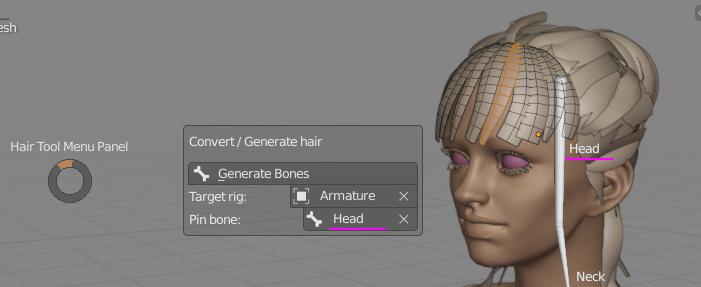 esh
Hair Tool Menu Panel
Convert / Generate hair
Generate Bones
Target rig: Armature
Pin bone: Head
Head
Neck